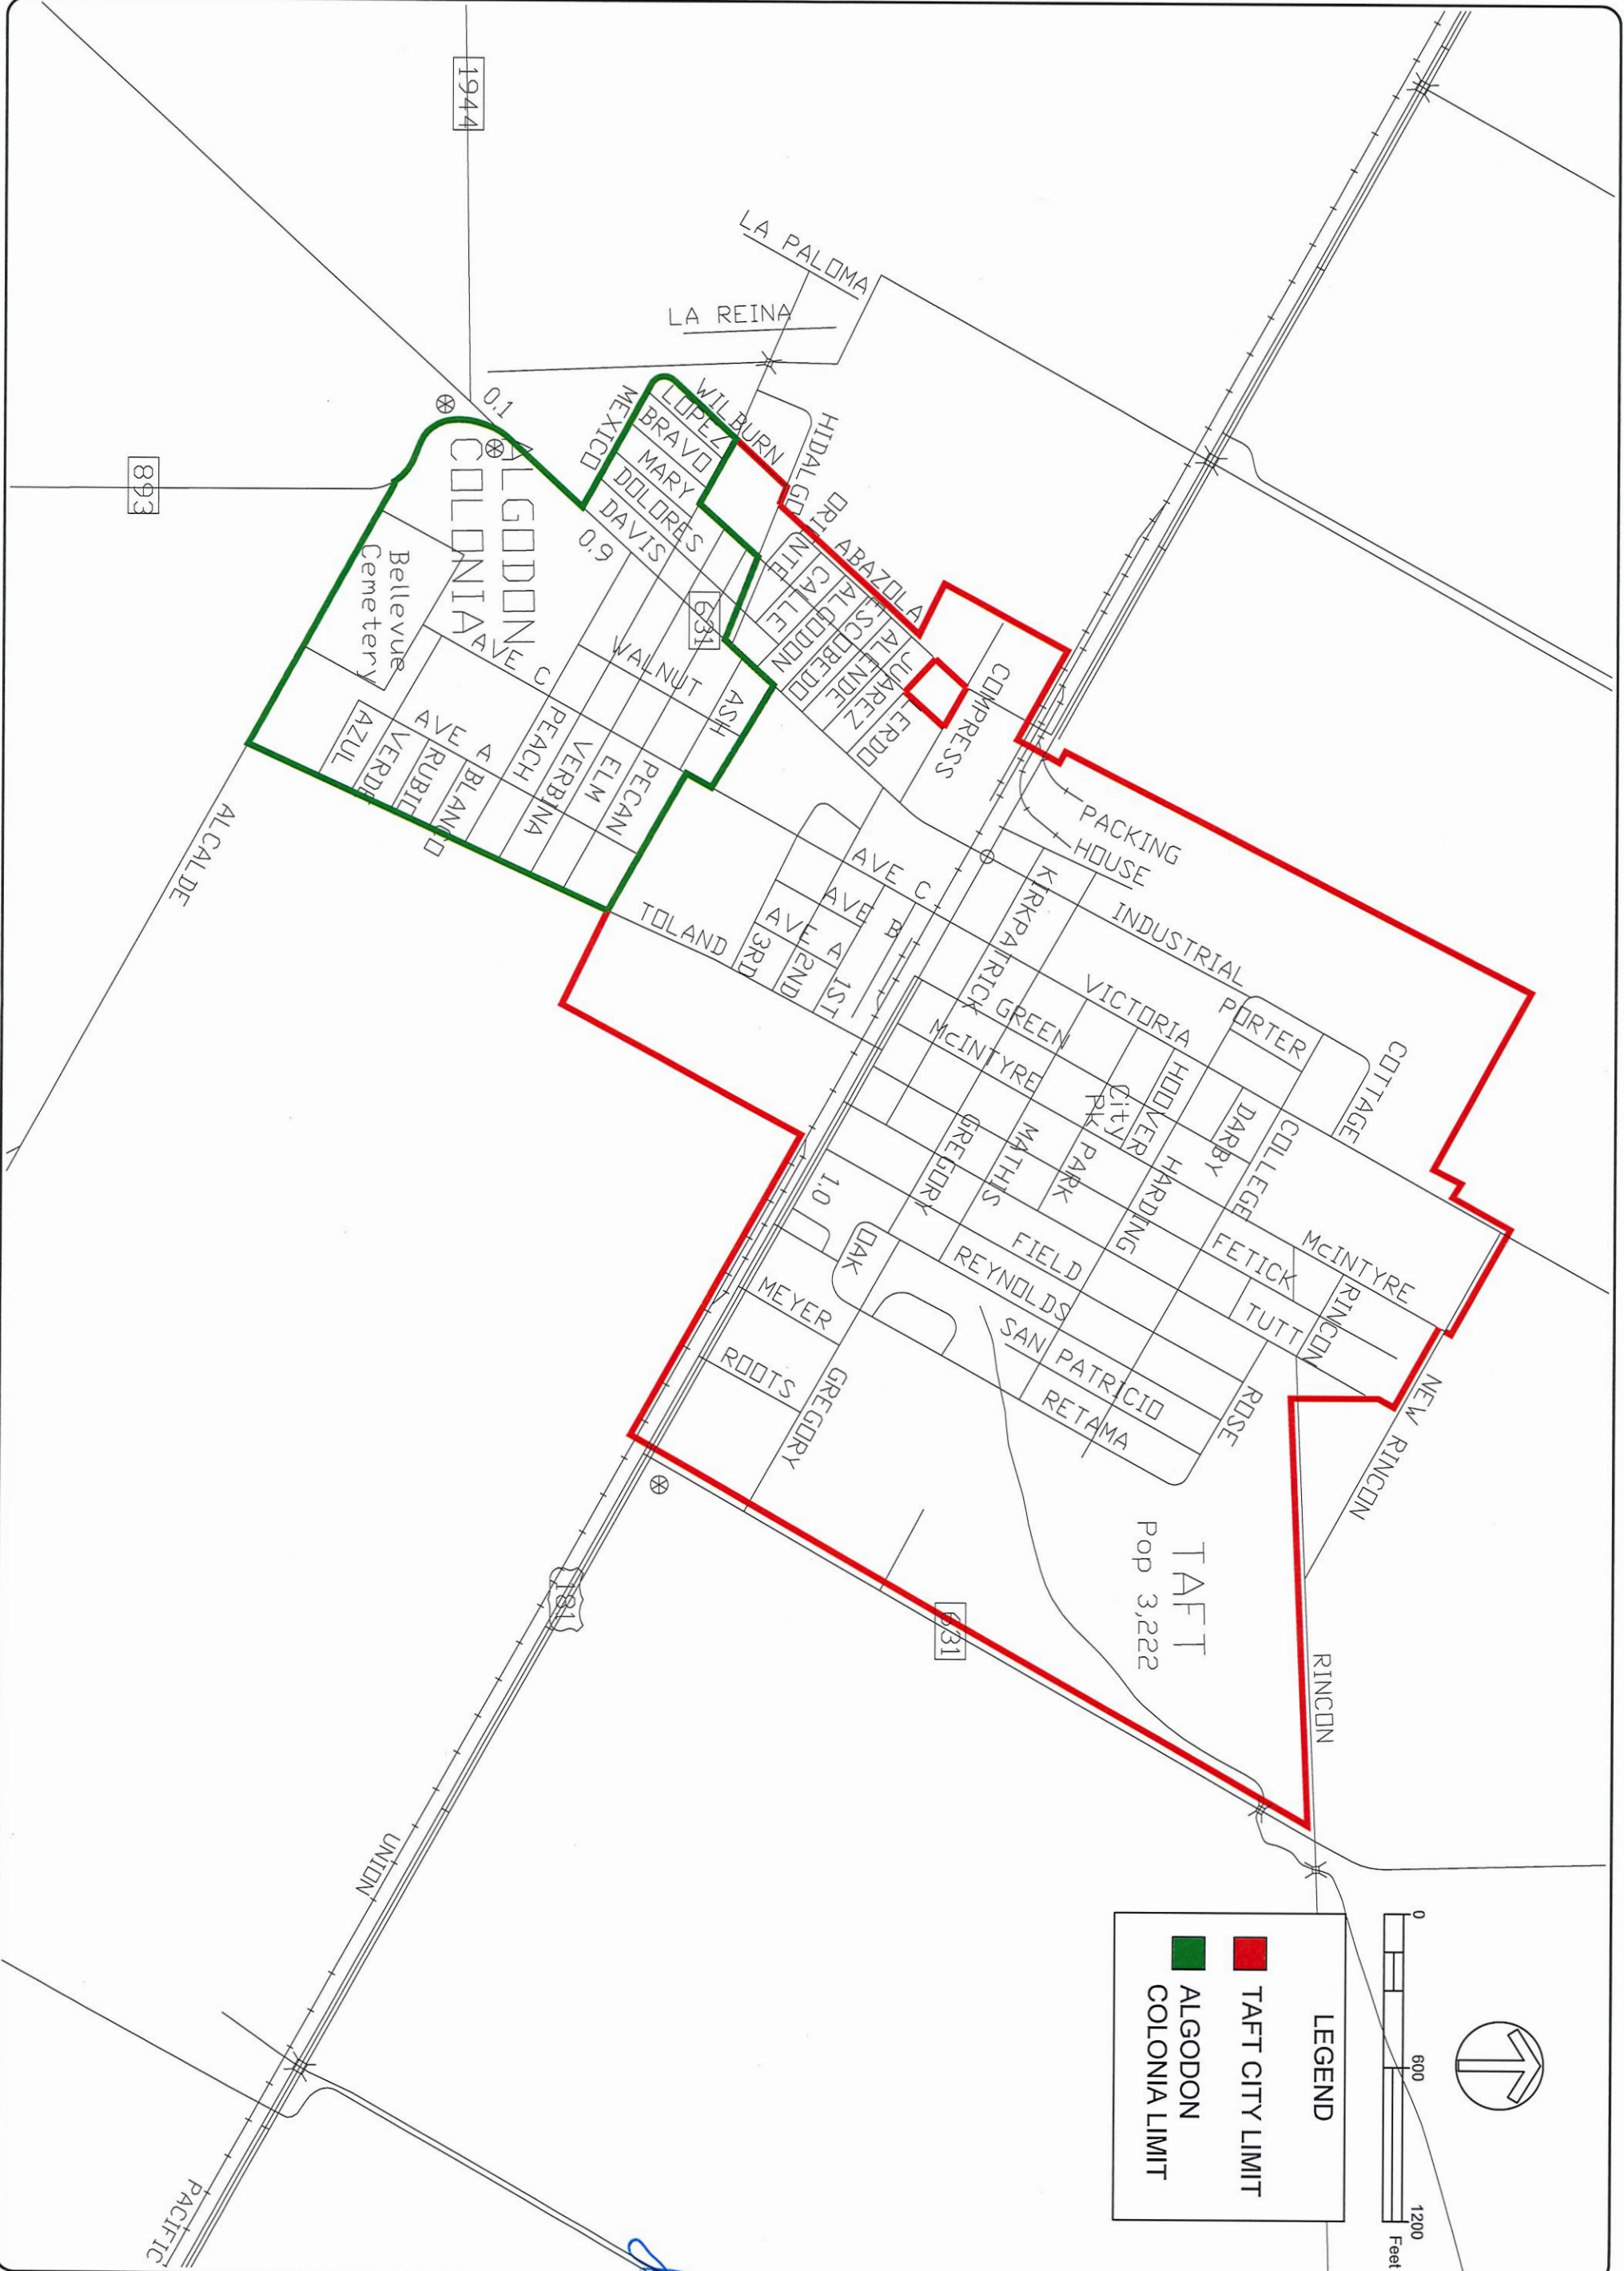 1944
LA PALOMA
LA REINA
0.1
893
ALGODON
COLONIA
Bellevue
Cemetery
MEXICO
WILBURN
LOPEZ
BRAVO
MARY
DOLORES
DAVIS
0.9
HIDALGO
ORIENTE
ABAZOLA
CALLE
ALGODON
ESCOBEDO
ALLENDE
JUAREZ
LERDO
COMPRESS
631
WALNUT
ASH
AVE C
AVE A
AZUL
VERDE
RUBIO
BLANCO
PEACH
VERBINA
ELM
PECAN
ALCALDE
TOLAND
AVE C
AVE B
AVE A
3RD
2ND
1ST
PACKING
HOUSE
INDUSTRIAL
KIRKPATRICK
VICTORIA
GREEN
McINTYRE
PORTER
COTTAGE
HOOVER
City
Pk
DARBY
COLLEGE
GREGORY
MATHIS
PARK
HARDING
FETICK
McINTYRE
RINCON
TUTT
1.0
OAK
FIELD
REYNOLDS
SAN PATRICIO
RETAMA
ROSE
NEW RINCON
MEYER
ROOTS
GREGORY
TAFT
Pop 3,222
631
RINCON
181
UNION
PACIFIC
LEGEND
TAFT CITY LIMIT
ALGODON
COLONIA LIMIT
0 600 1200
Feet